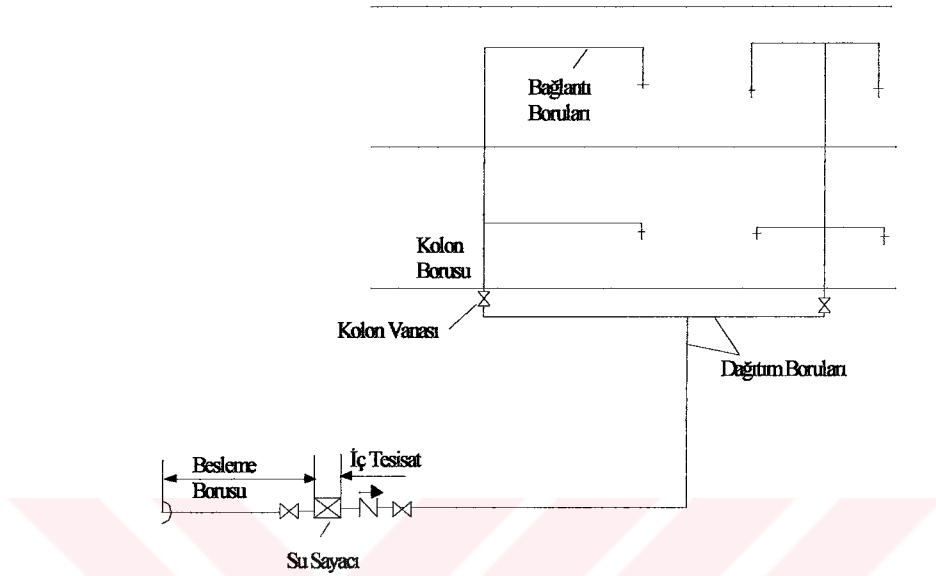 Bağlantı
Boruları
Kolon
Borusu
Kolon Vanası
Dağıtım Boruları
Besleme
Borusu
İç Tesisat
Su Sayacı